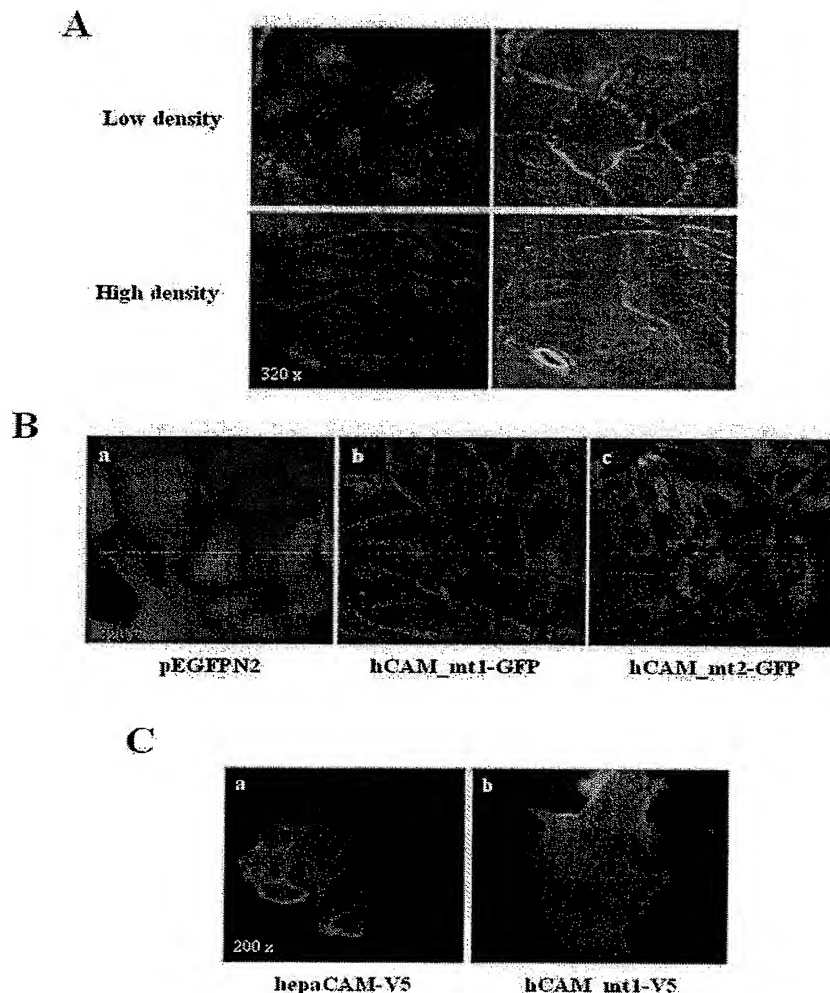 A
Low density
High density
320 x
B
a
b
c
pEGFPN2
hCAM_mt1-GFP
hCAM_mt2-GFP
C
a
b
200 x
hepaCAM-V5
hCAM_mt1-V5